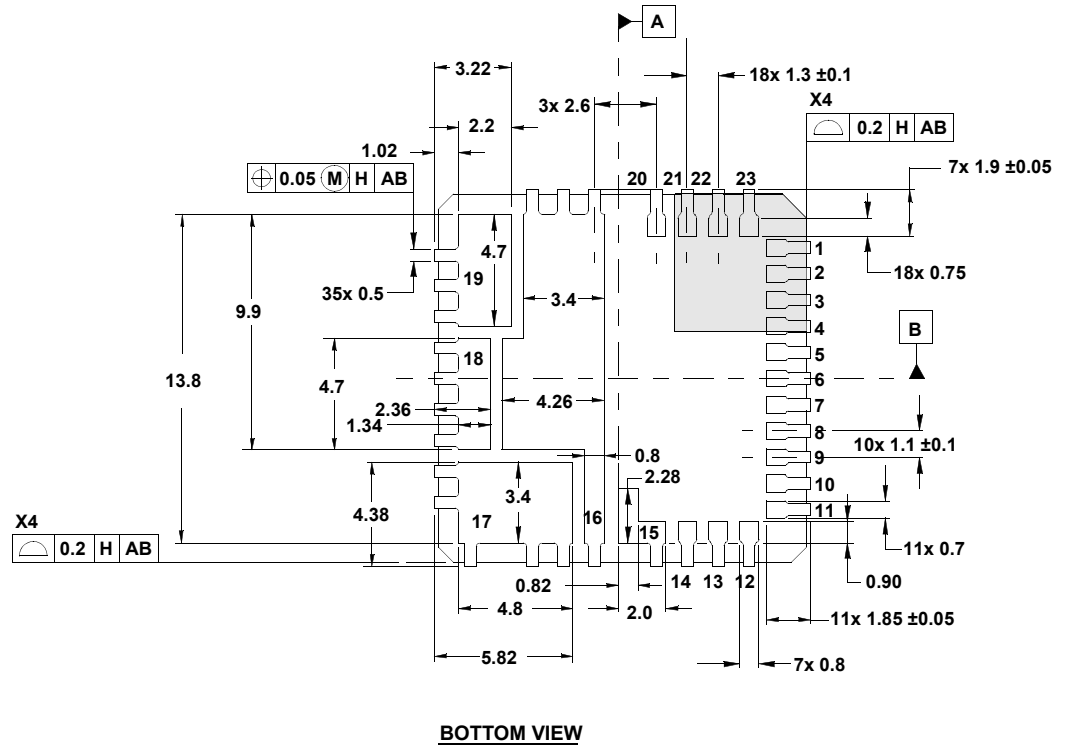 A
3.22
18x 1.3 ±0.1
3x 2.6
X4
2.2
0.2 H AB
1.02
7x 1.9 ±0.05
0.05 M H AB
20 21 22 23
1
4.7
19
2
18x 0.75
35x 0.5
3.4
3
9.9
4
B
18
5
13.8
4.7
6
2.36
4.26
7
1.34
8
10x 1.1 ±0.1
0.8
9
2.28
10
3.4
4.38
11
X4
17
16
15
0.2 H AB
11x 0.7
0.82
14 13 12
0.90
4.8
2.0
11x 1.85 ±0.05
5.82
7x 0.8
BOTTOM VIEW